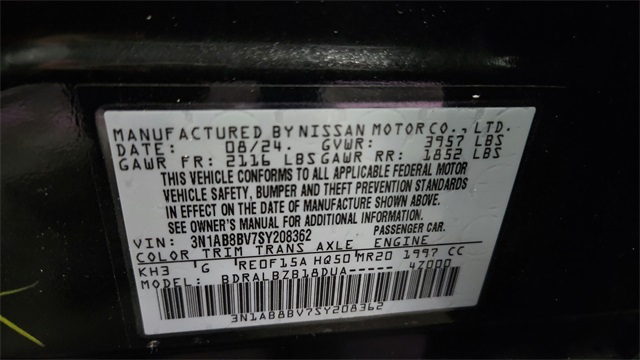 MANUFACTURED BY NISSAN MOTOR CO., LTD.
DATE: 08/24. GVWR: 3957 LBS
GAWR FR: 2116 LBS GAWR RR: 1852 LBS
THIS VEHICLE CONFORMS TO ALL APPLICABLE FEDERAL MOTOR
VEHICLE SAFETY, BUMPER AND THEFT PREVENTION STANDARDS
IN EFFECT ON THE DATE OF MANUFACTURE SHOWN ABOVE.
SEE OWNER'S MANUAL FOR ADDITIONAL INFORMATION.
VIN: 3N1AB8BV7SY208362 PASSENGER CAR.
COLOR TRIM TRANS AXLE ENGINE
KH3 G RE0F15A HQ50 MR20 1997 CC
MODEL: BDRALBZB18DUA----- 4Z000
3N1AB8BV7SY208362